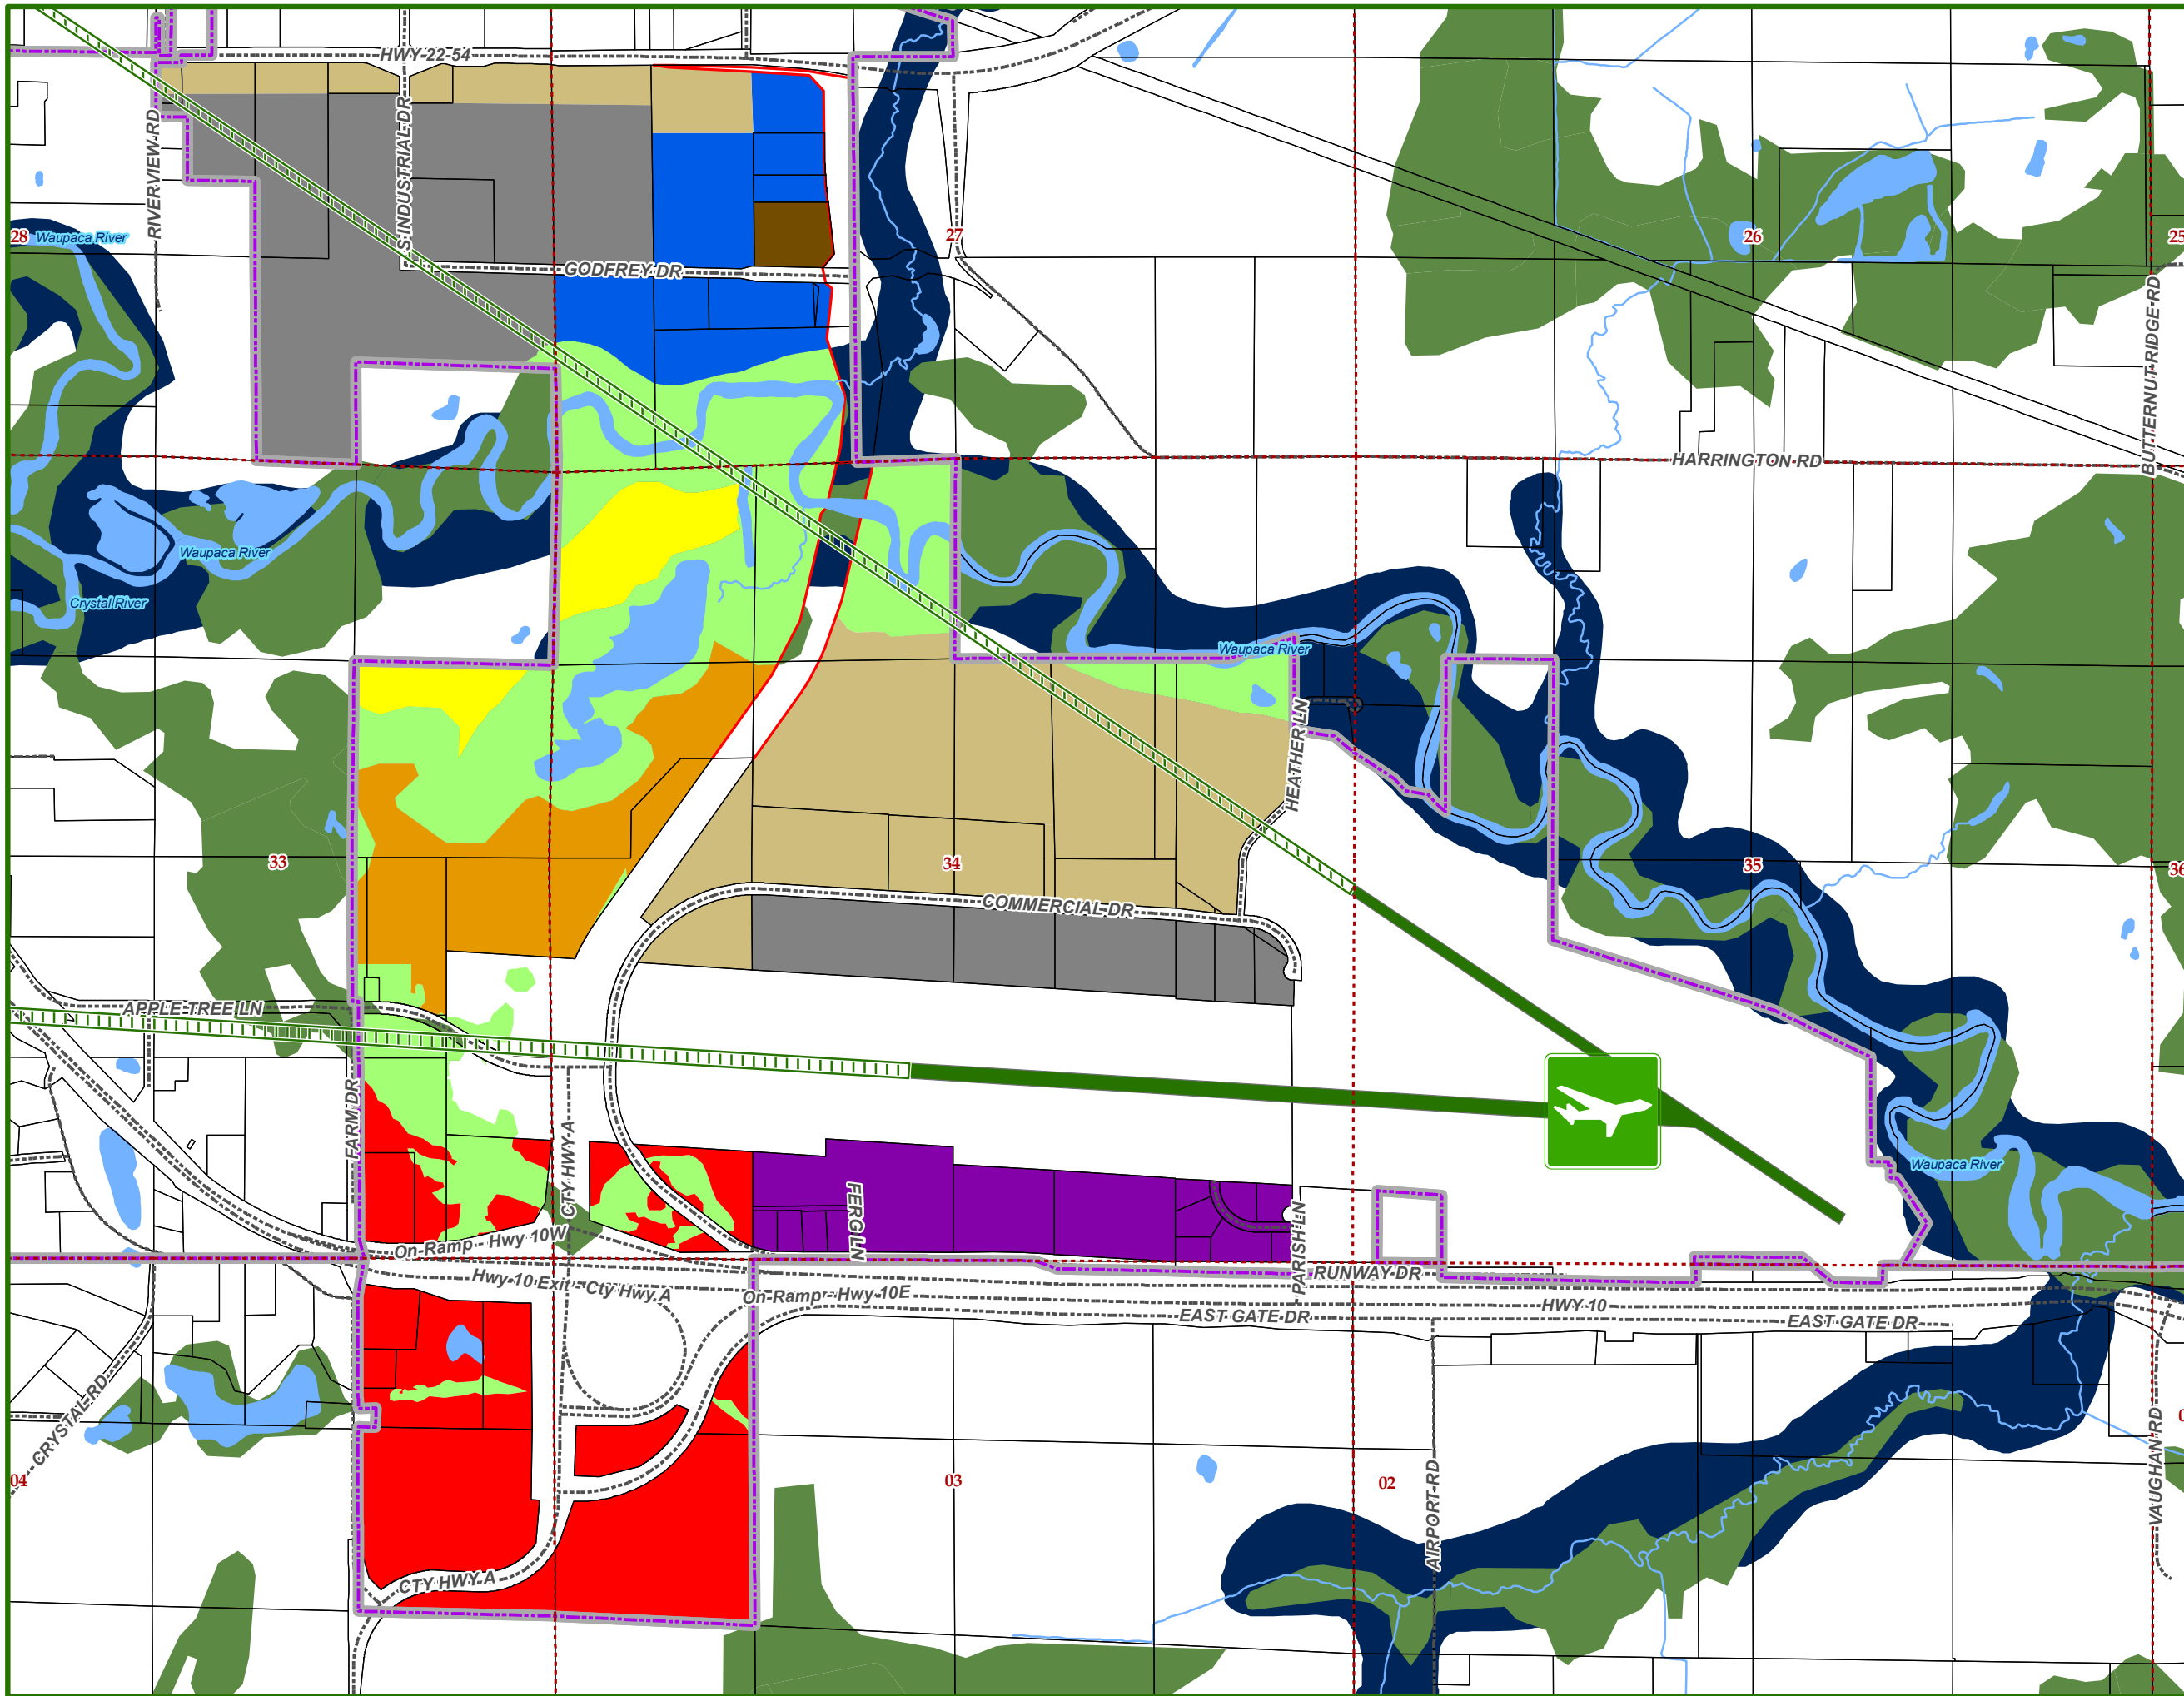 HWY 22-54
RIVERVIEW RD
S INDUSTRIAL DR
28
Waupaca River
27
26
25
GODFREY DR
BUTTERNUT RIDGE RD
HARRINGTON RD
Waupaca River
Crystal River
Waupaca River
HEATHER LN
33
34
35
36
COMMERCIAL DR
APPLE TREE LN
FARM DR
CTY HWY A
FERG LN
PARISH LN
Waupaca River
On-Ramp - Hwy 10W
Hwy 10 Exit - Cty Hwy A
On-Ramp - Hwy 10E
RUNWAY DR
HWY 10
EAST GATE DR
EAST GATE DR
CRYSTAL RD
04
03
02
AIRPORT RD
VAUGHAN RD
CTY HWY A